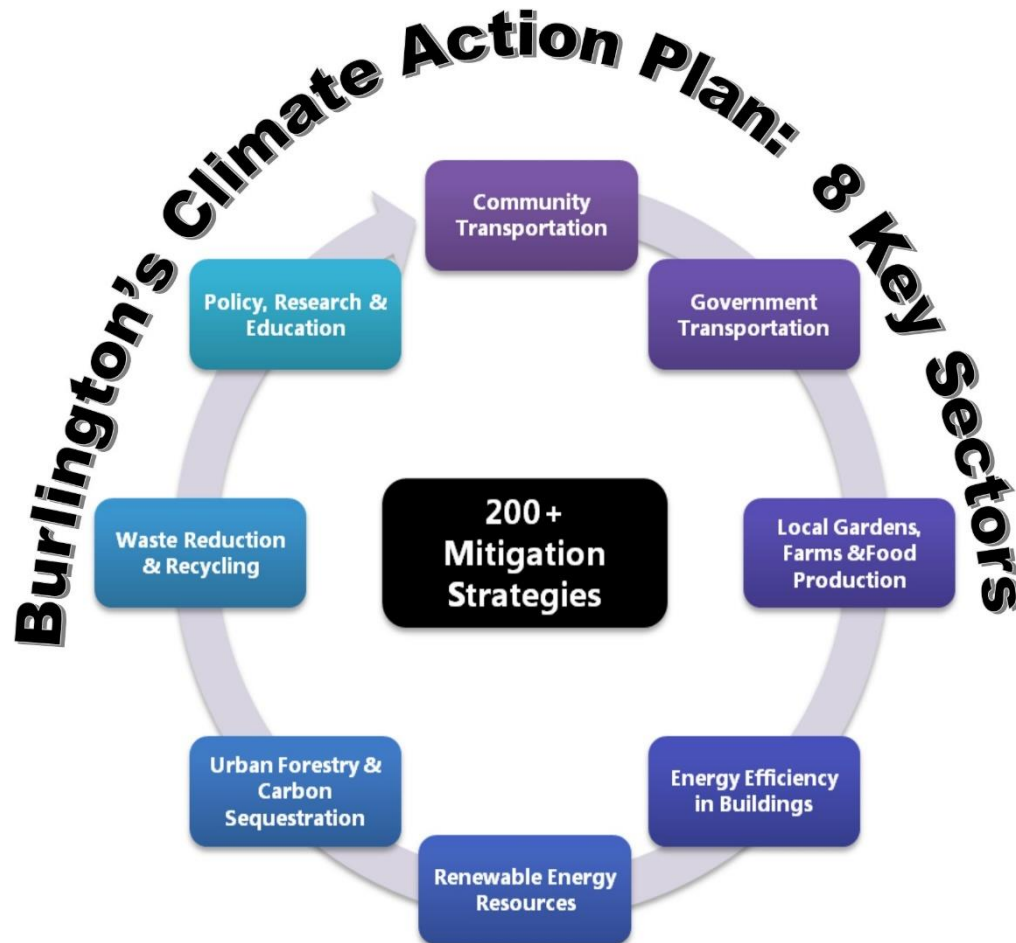 Burlington's Climate Action Plan: 8 Key Sectors
Community
Transportation
Government
Transportation
Local Gardens,
Farms &Food
Production
Energy Efficiency
in Buildings
Renewable Energy
Resources
Urban Forestry &
Carbon
Sequestration
Waste Reduction
& Recycling
Policy, Research &
Education
200+
Mitigation
Strategies